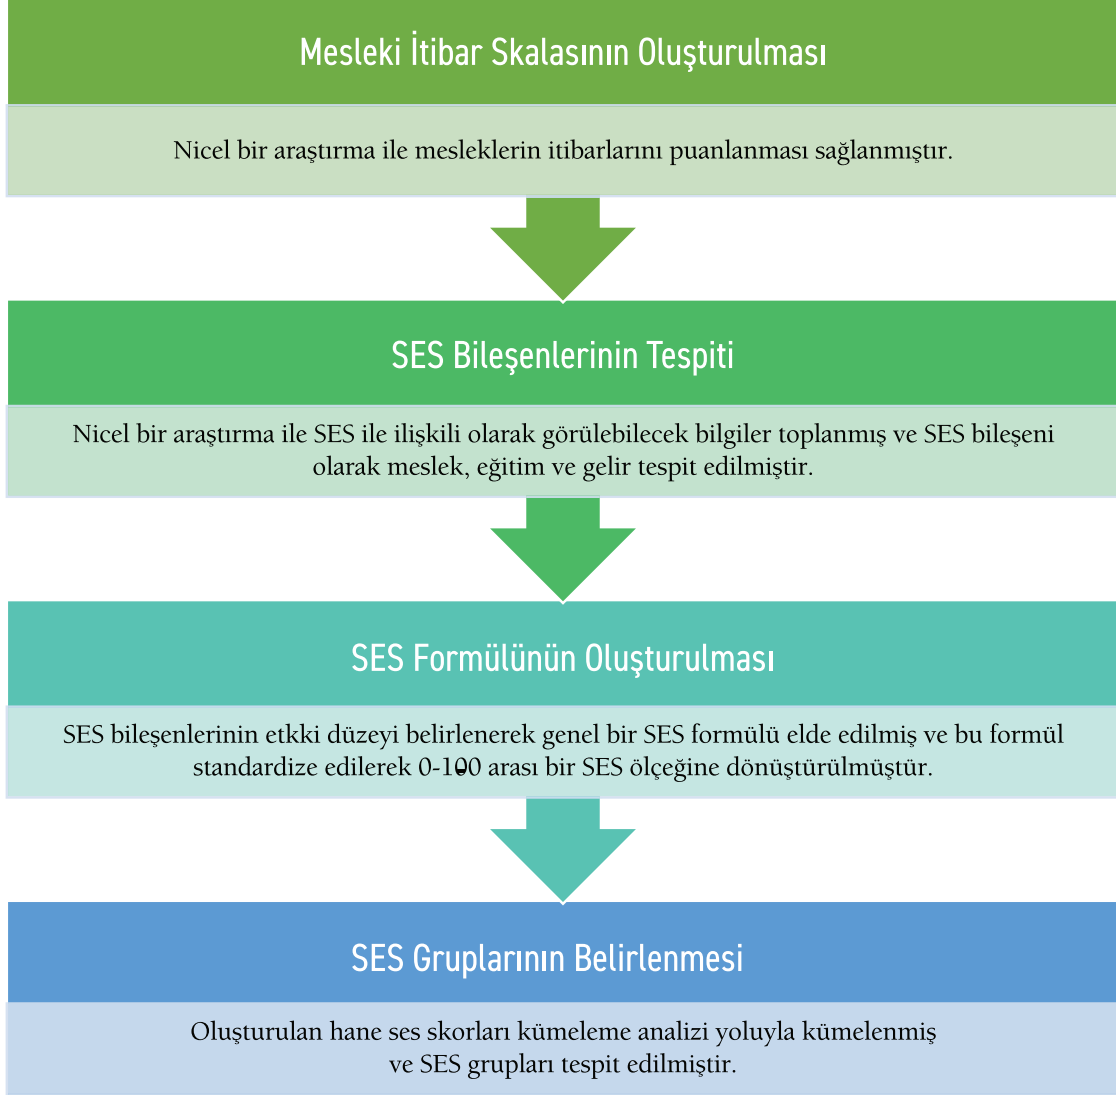 Mesleki İtibar Skalasının Oluşturulması
Nicel bir araştırma ile mesleklerin itibarlarını puanlanması sağlanmıştır.
SES Bileşenlerinin Tespiti
Nicel bir araştırma ile SES ile ilişkili olarak görülebilecek bilgiler toplanmış ve SES bileşeni
olarak meslek, eğitim ve gelir tespit edilmiştir.
SES Formülünün Oluşturulması
SES bileşenlerinin etkki düzeyi belirlenerek genel bir SES formülü elde edilmiş ve bu formül
standardize edilerek 0-100 arası bir SES ölçeğine dönüştürülmüştür.
SES Gruplarının Belirlenmesi
Oluşturulan hane ses skorları kümeleme analizi yoluyla kümelenmiş
ve SES grupları tespit edilmiştir.